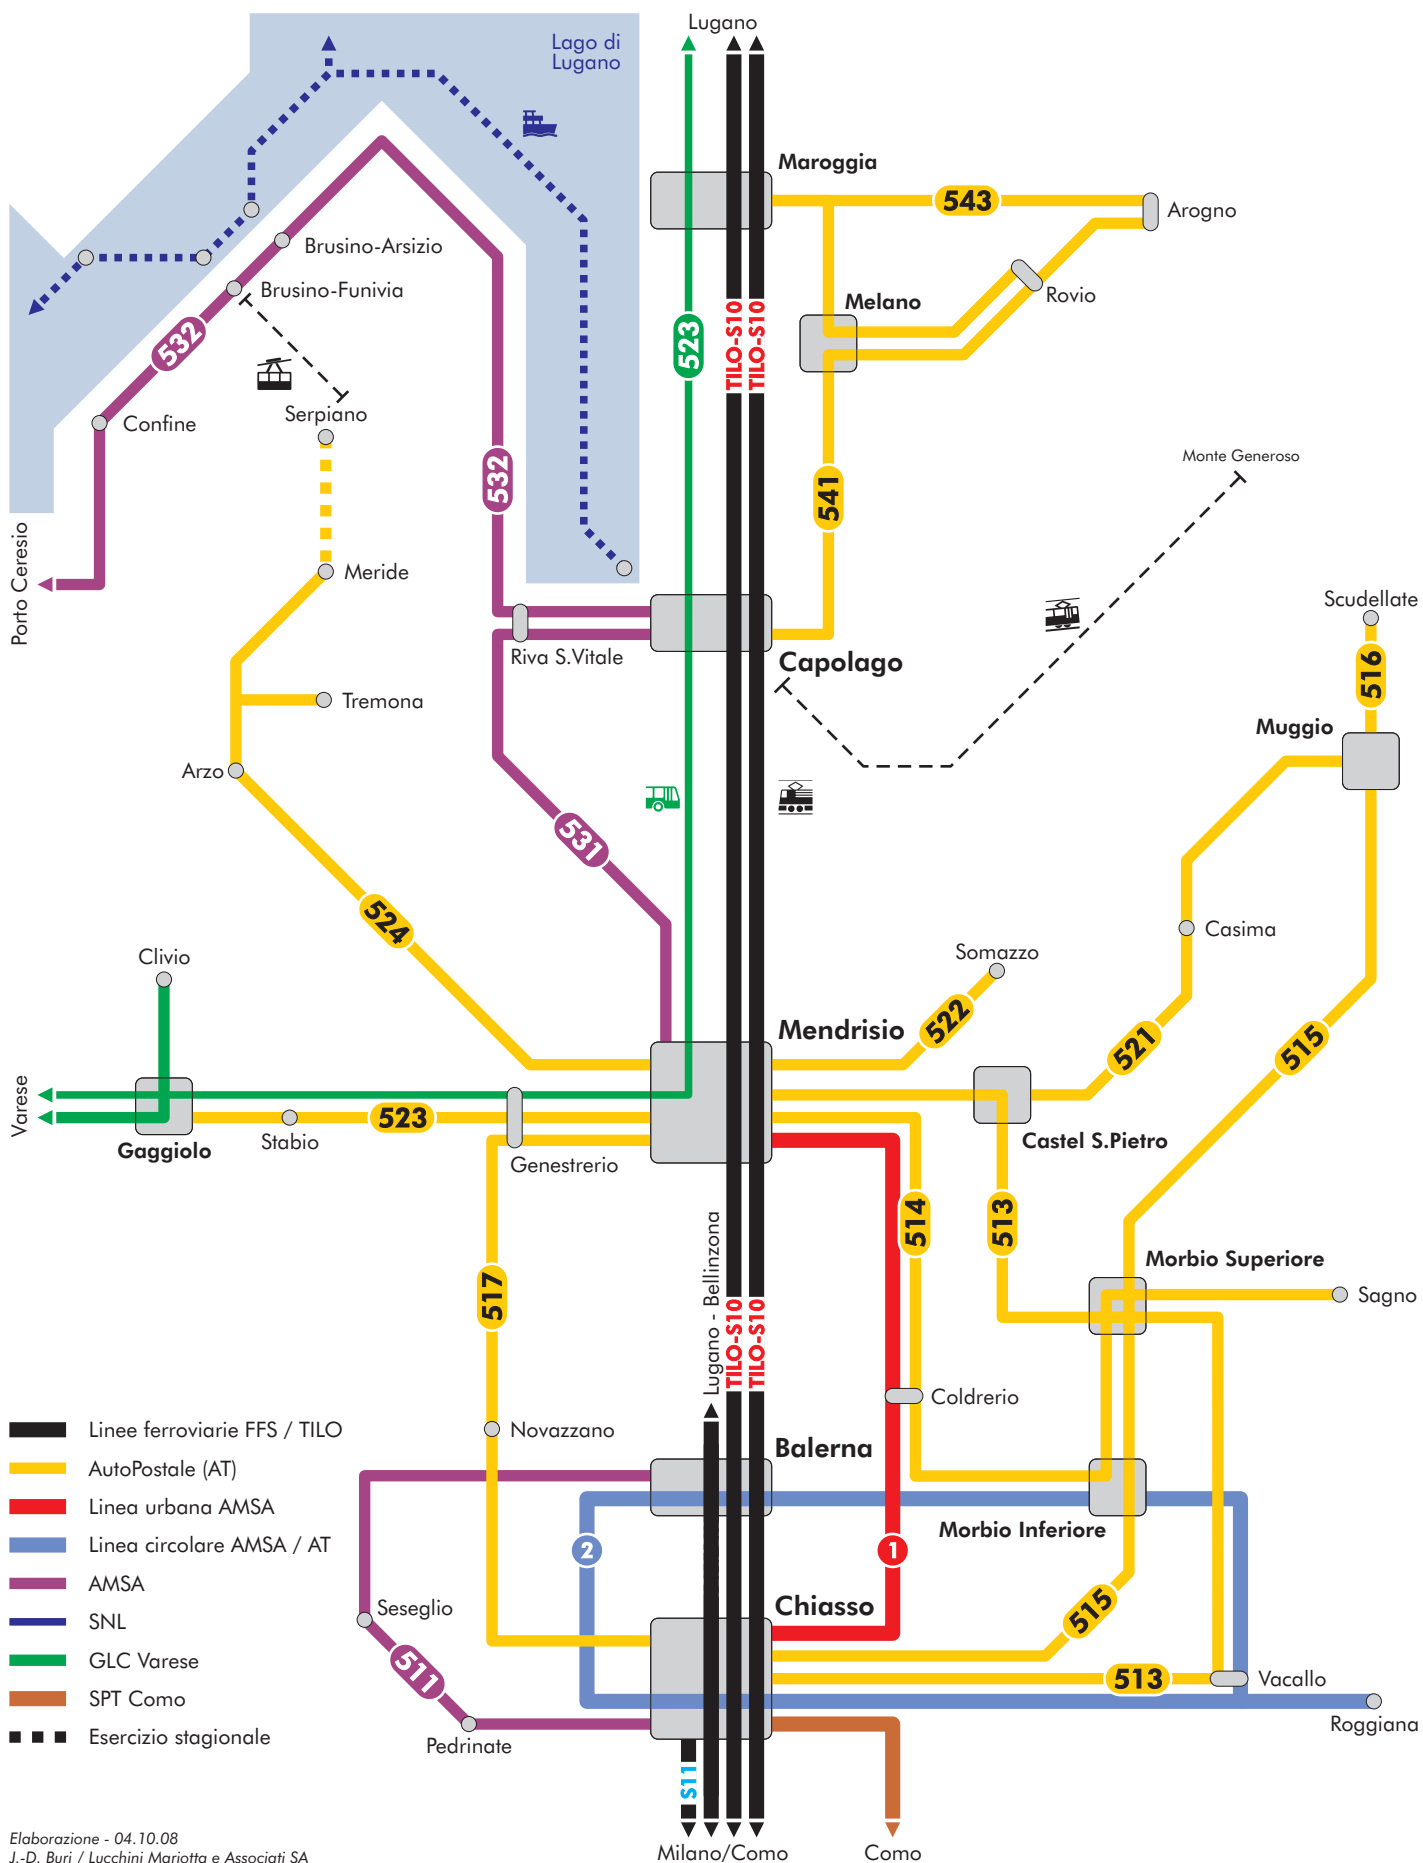 Lugano
Lago di
Lugano
Maroggia
543
Arogno
Brusino-Arsizio
Brusino-Funivia
Rovio
Melano
532
523
TILO-S10
TILO-S10
Confine
Serpiano
532
541
Monte Generoso
Porto Ceresio
Meride
Scudellate
Riva S.Vitale
Capolago
516
Tremona
Muggio
Arzo
531
524
Casima
Clivio
Somazzo
Mendrisio
522
521
515
Varese
523
Gaggiolo
Stabio
Genestrerio
Castel S.Pietro
514
513
Lugano - Bellinzona
Morbio Superiore
517
TILO-S10
TILO-S10
Sagno
Coldrerio
Linee ferroviarie FFS / TILO
Novazzano
Balerna
AutoPostale (AT)
Linea urbana AMSA
Morbio Inferiore
Linea circolare AMSA / AT
2
1
AMSA
Seseglio
Chiasso
515
SNL
GLC Varese
511
513
Vacallo
SPT Como
Roggiana
Esercizio stagionale
Pedrinate
S11
Elaborazione - 04.10.08
J.-D. Buri / Lucchini Mariotta e Associati SA
Milano/Como
Como